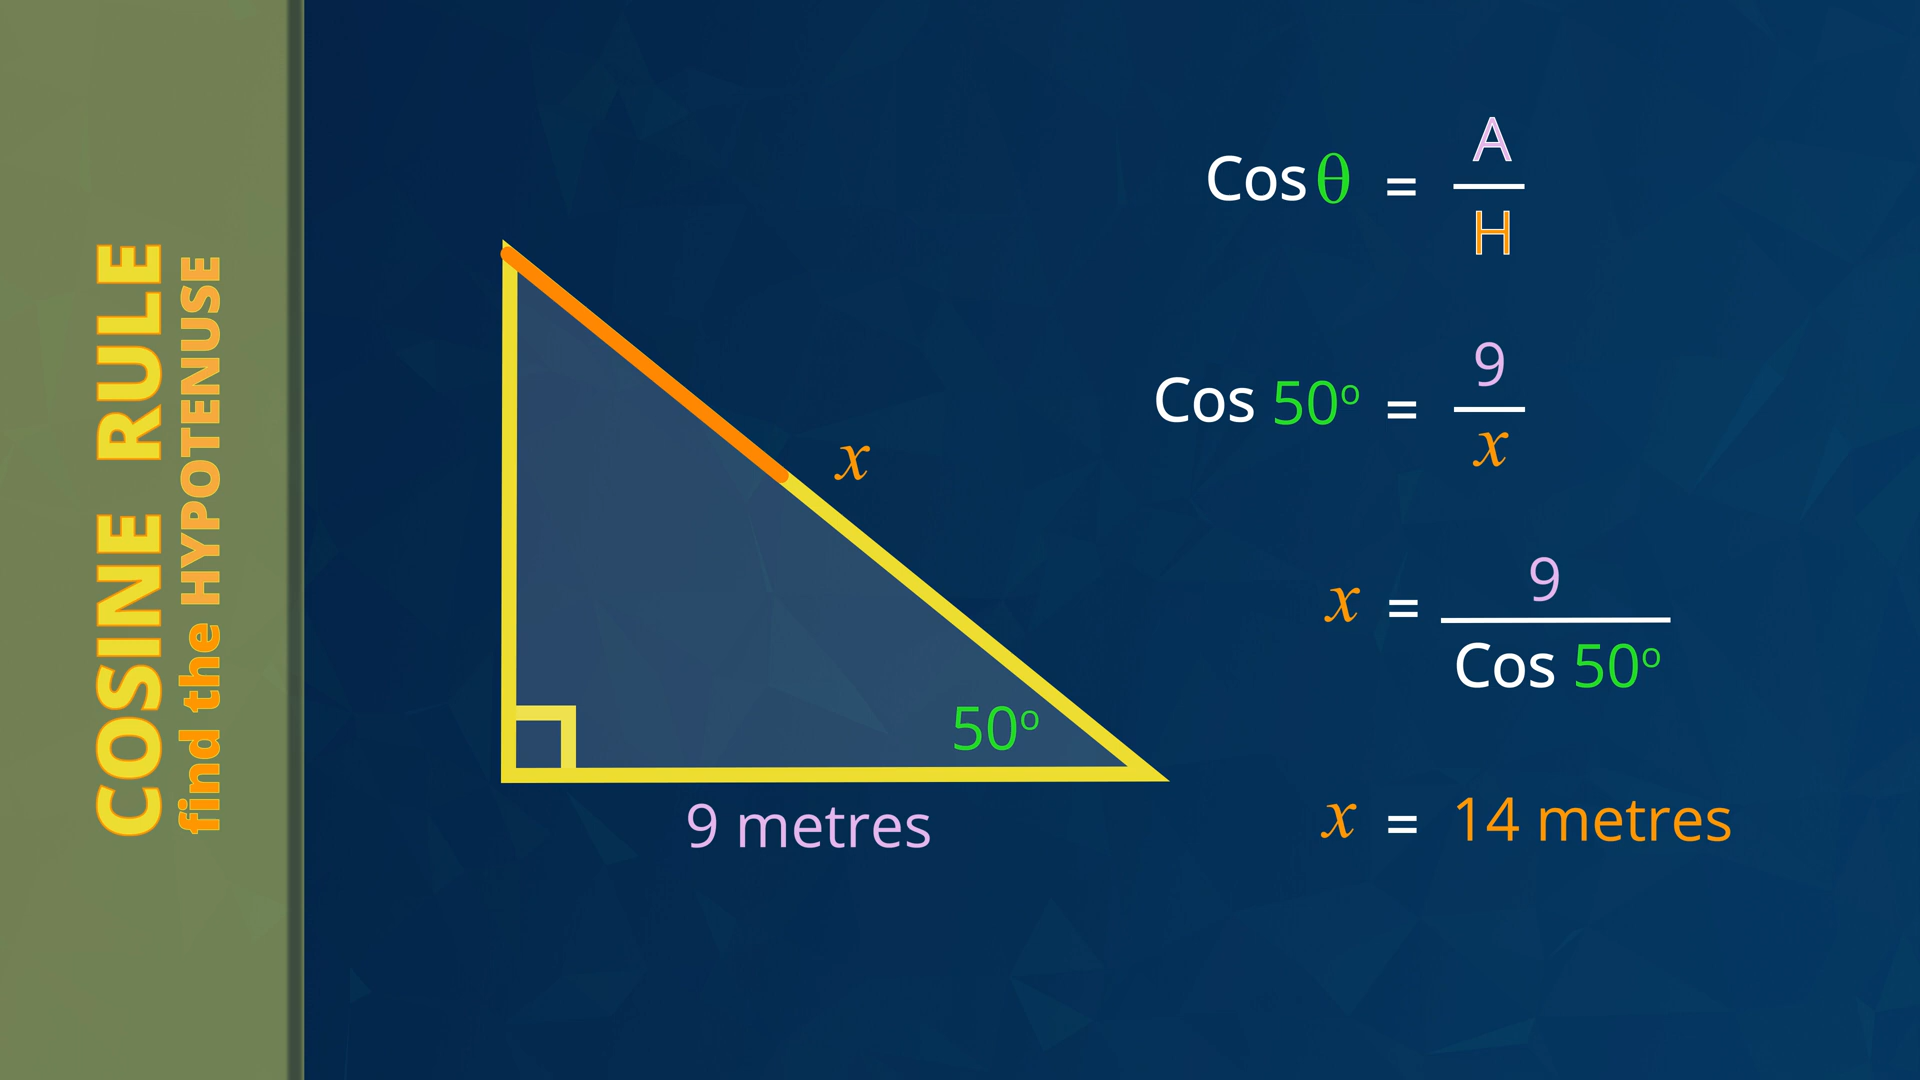 COSINE RULE
find the HYPOTENUSE
x
50º
9 metres
Cos θ = A / H
Cos 50º = 9 / x
x = 9 / Cos 50º
x = 14 metres